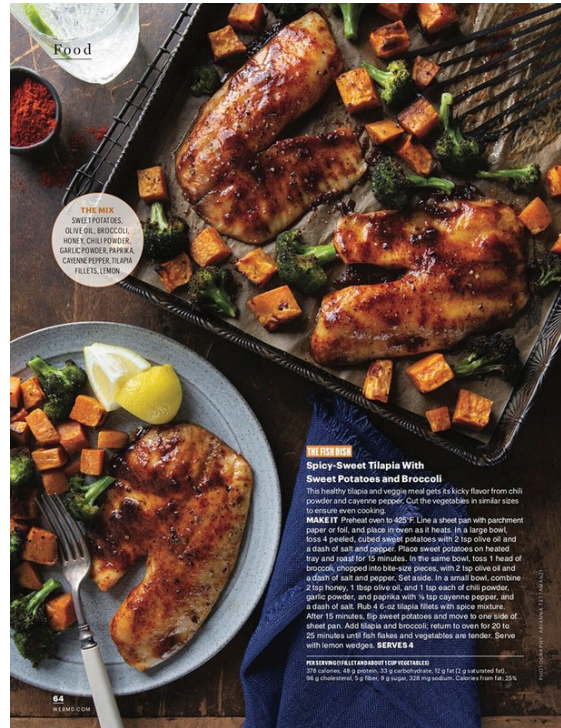 Food
THE MIX
SWEET POTATOES,
OLIVE OIL, BROCCOLI,
HONEY, CHILI POWDER,
GARLIC POWDER, PAPRIKA,
CAYENNE PEPPER, TILAPIA
FILLETS, LEMON
THE FISH DISH
Spicy-Sweet Tilapia With
Sweet Potatoes and Broccoli
This healthy tilapia and veggie meal gets its kicky flavor from chili
powder and cayenne pepper. Cut the vegetables in similar sizes
to ensure even cooking.
MAKE IT Preheat oven to 425°F. Line a sheet pan with parchment
paper or foil, and place in oven as it heats. In a large bowl,
toss 4 peeled, cubed sweet potatoes with 2 tsp olive oil and
a dash of salt and pepper. Place sweet potatoes on heated
tray and roast for 15 minutes. In the same bowl, toss 1 head of
broccoli, chopped into bite-size pieces, with 2 tsp olive oil and
a dash of salt and pepper. Set aside. In a small bowl, combine
2 tsp honey, 1 tbsp olive oil, and 1 tsp each of chili powder,
garlic powder, and paprika with tsp cayenne pepper, and
a dash of salt. Rub 4 6-oz tilapia fillets with spice mixture.
After 15 minutes, flip sweet potatoes and move to one side of
sheet pan. Add tilapia and broccoli; return to oven for 20 to
25 minutes until fish flakes and vegetables are tender. Serve
with lemon wedges. SERVES 4
PER SERVING (1 FILLET AND ABOUT 1 CUP VEGETABLES)
378 calories, 48 g protein, 33 g carbohydrate, 12 g fat (2 g saturated fat),
96 g cholesterol, 5 g fiber, 9 g sugar, 328 mg sodium. Calories from fat: 25%
64
WEBMD.COM
PHOTOGRAPHY: